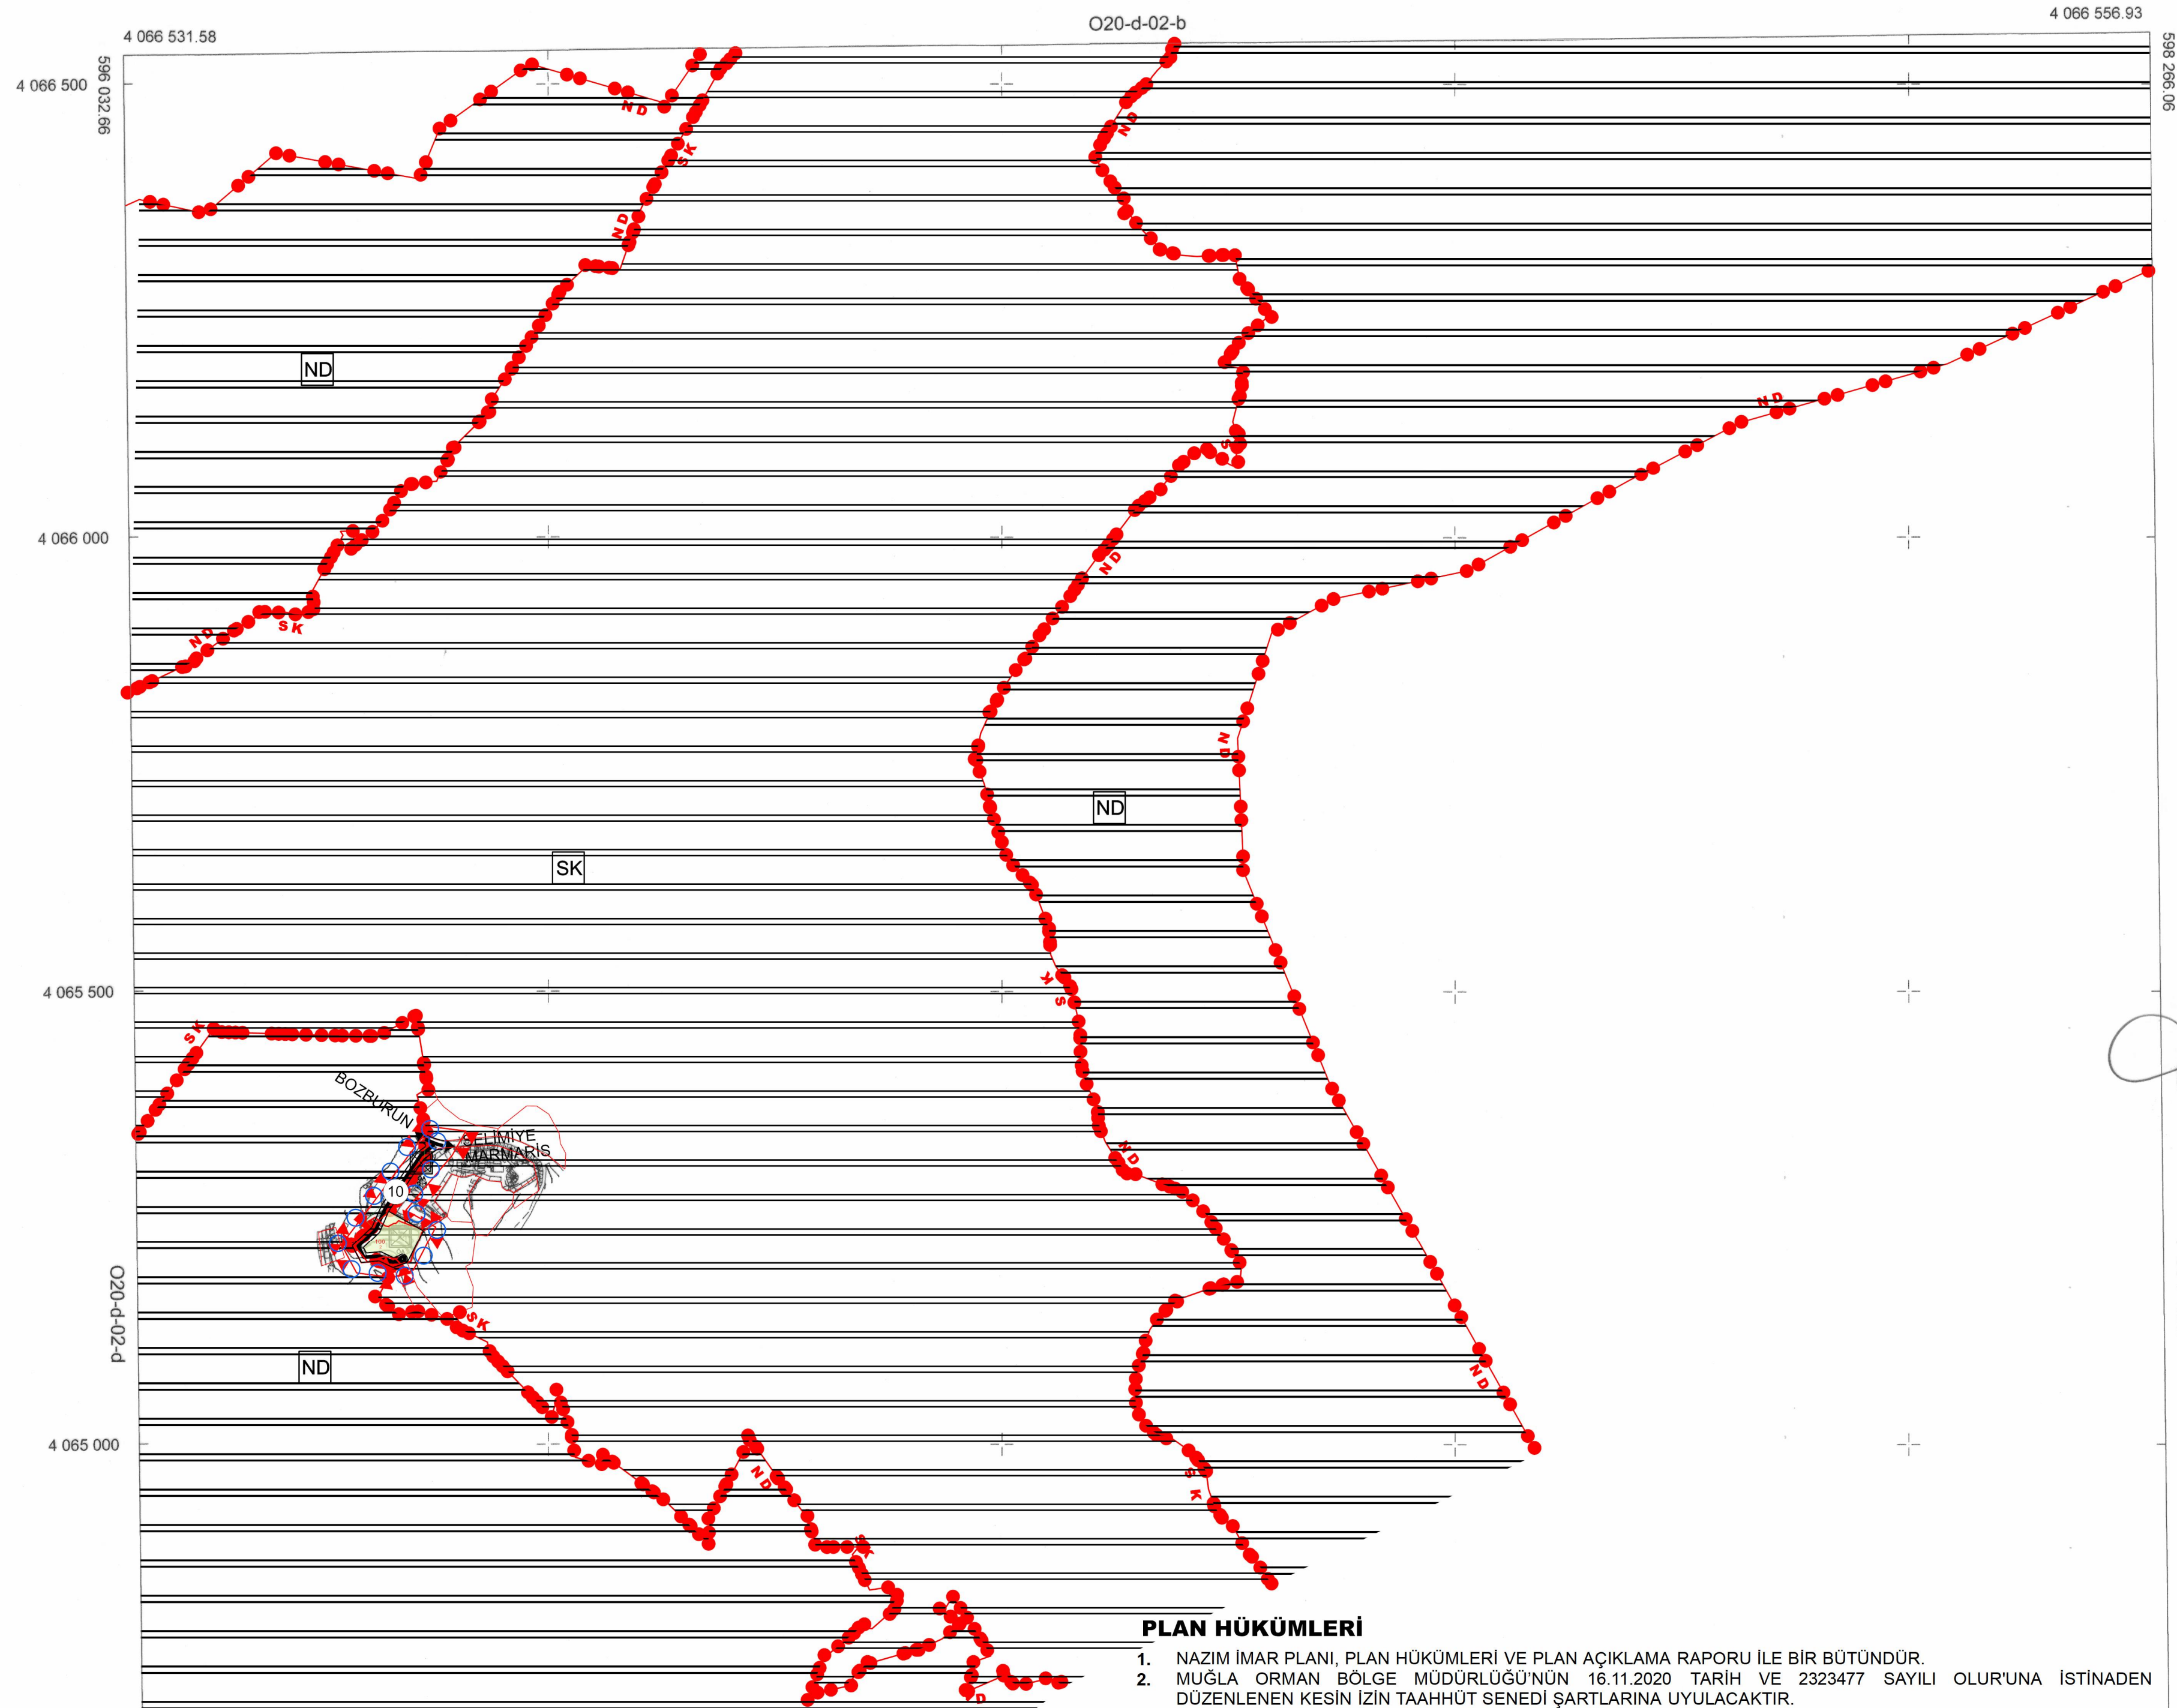 O20-d-02-b
4 066 531.58
4 066 556.93
596 032.66
598 266.06
4 066 500
N D
N D
S K
N D
ND
N D
S
4 066 000
N D
S K
N D
N D
ND
SK
S K
4 065 500
S K
BOZBURUN
SELİMİYE
MARMARİS
N D
10
O20-d-02-d
S K
ND
N D
4 065 000
N D
S K
S K
D
PLAN HÜKÜMLERİ
1. NAZIM İMAR PLANI, PLAN HÜKÜMLERİ VE PLAN AÇIKLAMA RAPORU İLE BİR BÜTÜNDÜR.
2. MUĞLA ORMAN BÖLGE MÜDÜRLÜĞÜ'NÜN 16.11.2020 TARİH VE 2323477 SAYILI OLUR'UNA İSTİNADEN
DÜZENLENEN KESİN İZİN TAAHHÜT SENEDİ ŞARTLARINA UYULACAKTIR.